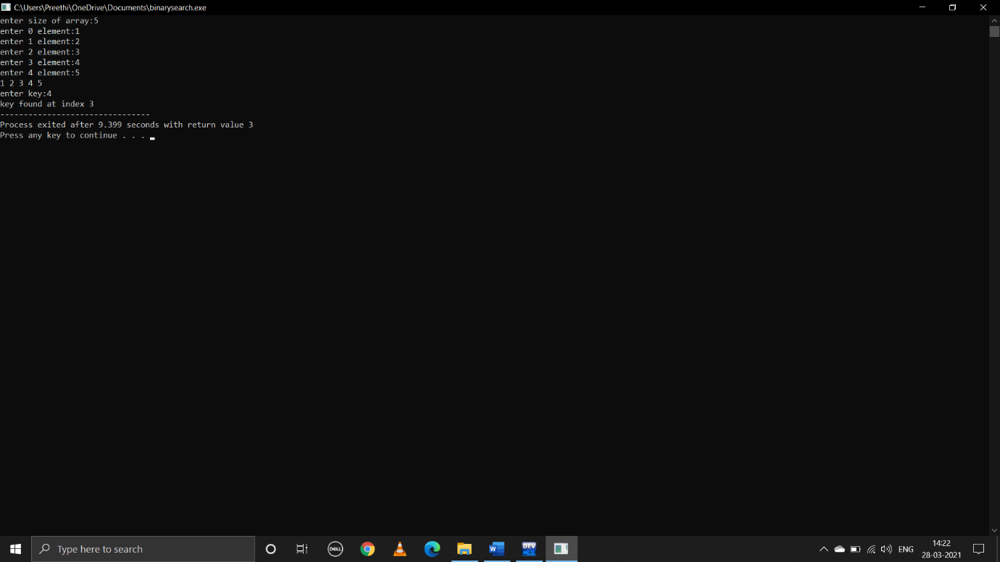 C:\Users\Preethi\OneDrive\Documents\binarysearch.exe
enter size of array:5
enter 0 element:1
enter 1 element:2
enter 2 element:3
enter 3 element:4
enter 4 element:5
1 2 3 4 5
enter key:4
key found at index 3
--------------------------------
Process exited after 9.399 seconds with return value 3
Press any key to continue . . .
Type here to search
DELL
W
DEV
C++
ENG
14:22
28-03-2021